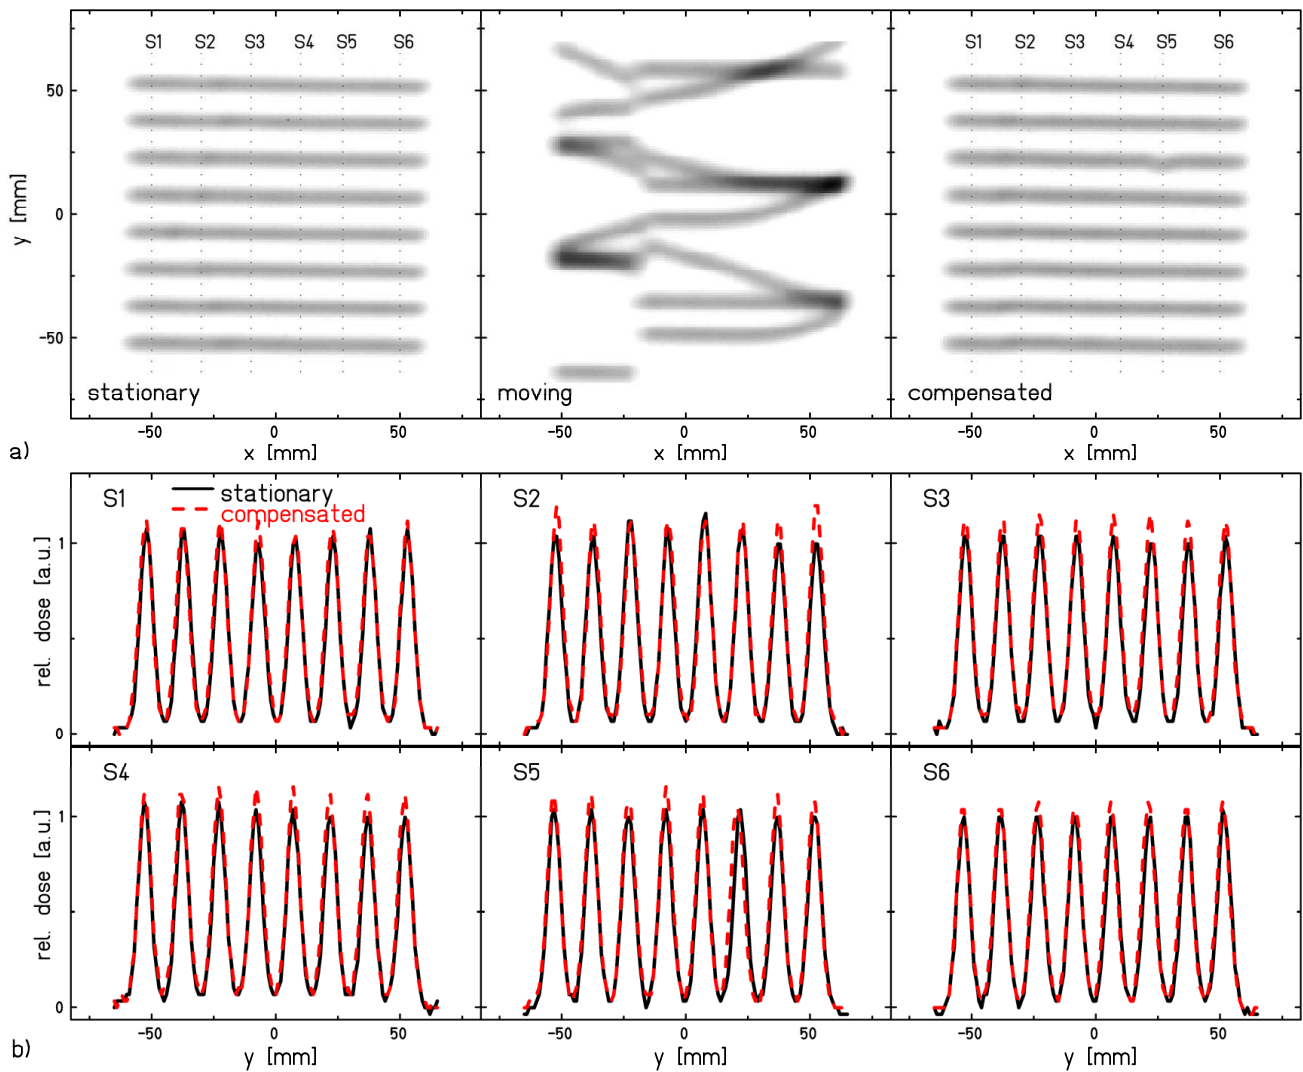 S1 S2 S3 S4 S5 S6
S1 S2 S3 S4 S5 S6
50
0
−50
y [mm]
stationary
moving
compensated
−50 0 50
−50 0 50
−50 0 50
x [mm]
x [mm]
x [mm]
a)
S1
stationary
compensated
S2
S3
1
0
rel. dose [a.u.]
S4
S5
S6
1
0
rel. dose [a.u.]
−50 0 50
−50 0 50
−50 0 50
y [mm]
y [mm]
y [mm]
b)